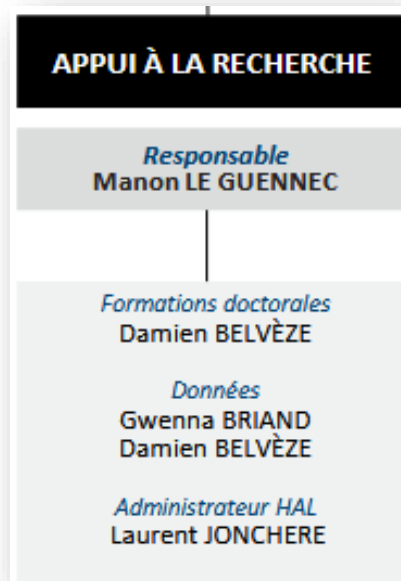 APPUI À LA RECHERCHE
Responsable
Manon LE GUENNEC
Formations doctorales
Damien BELVÈZE
Données
Gwenna BRIAND
Damien BELVÈZE
Administrateur HAL
Laurent JONCHERE